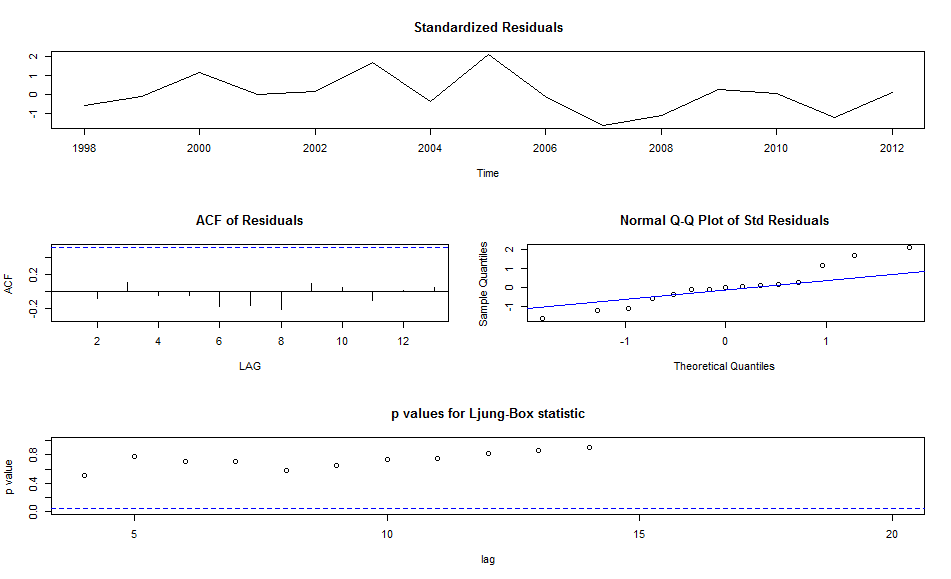 Standardized Residuals
2
1
0
-1
1998 2000 2002 2004 2006 2008 2010 2012
Time
ACF of Residuals
ACF
0.2
-0.2
2 4 6 8 10 12
LAG
Normal Q-Q Plot of Std Residuals
Sample Quantiles
2
1
0
-1
-1 0 1
Theoretical Quantiles
p values for Ljung-Box statistic
p value
0.8
0.4
0.0
5 10 15 20
lag